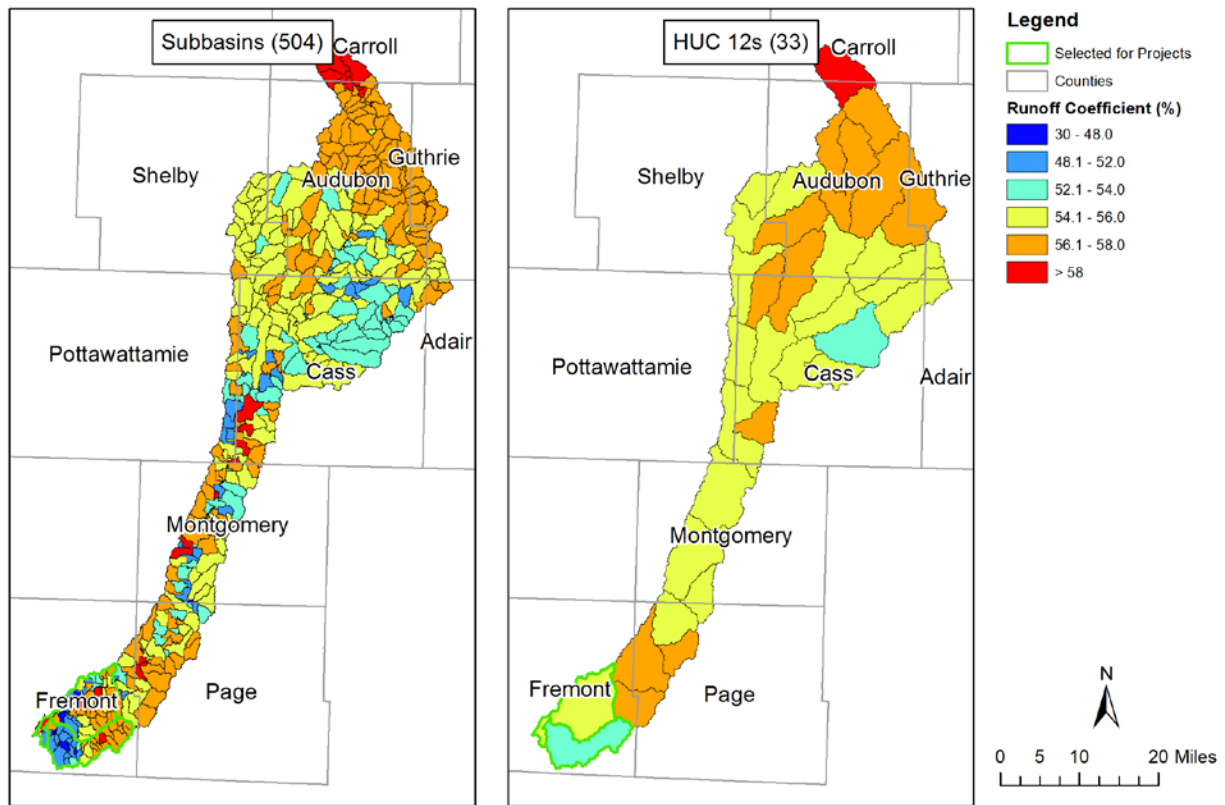 Subbasins (504)
Carroll
Shelby
Guthrie
Audubon
Pottawattamie
Adair
Cass
Montgomery
Page
Fremont
HUC 12s (33)
Carroll
Shelby
Audubon
Guthrie
Pottawattamie
Cass
Adair
Montgomery
Fremont
Page
Legend
Selected for Projects
Counties
Runoff Coefficient (%)
30 - 48.0
48.1 - 52.0
52.1 - 54.0
54.1 - 56.0
56.1 - 58.0
> 58
N
0 5 10 20 Miles